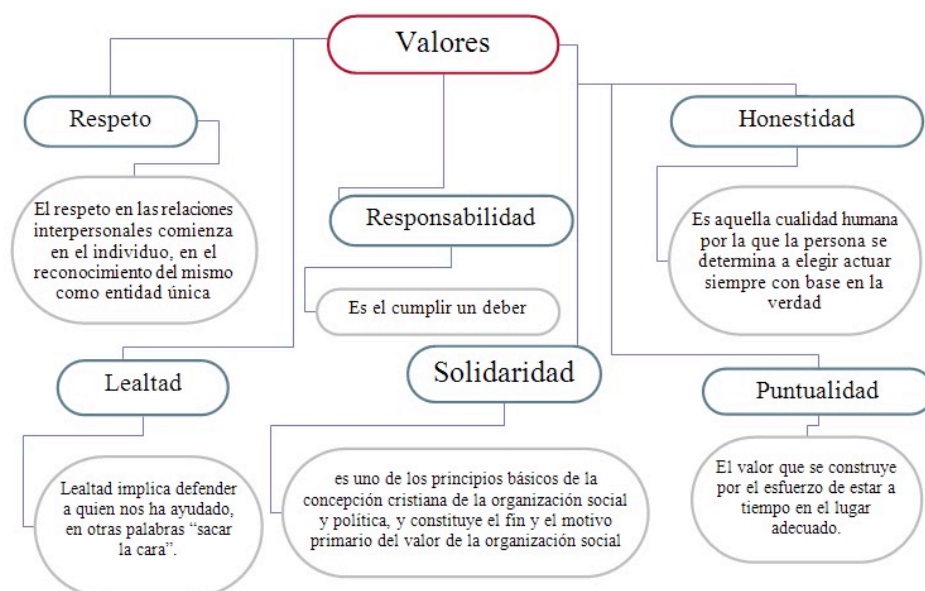 Valores
Respeto
El respeto en las relaciones
interpersonales comienza
en el individuo, en el
reconocimiento del mismo
como entidad única
Responsabilidad
Es el cumplir un deber
Honestidad
Es aquella cualidad humana
por la que la persona se
determina a elegir actuar
siempre con base en la
verdad
Lealtad
Lealtad implica defender
a quien nos ha ayudado,
en otras palabras “sacar
la cara”.
Solidaridad
es uno de los principios básicos de la
concepción cristiana de la organización social
y política, y constituye el fin y el motivo
primario del valor de la organización social
Puntualidad
El valor que se construye
por el esfuerzo de estar a
tiempo en el lugar
adecuado.